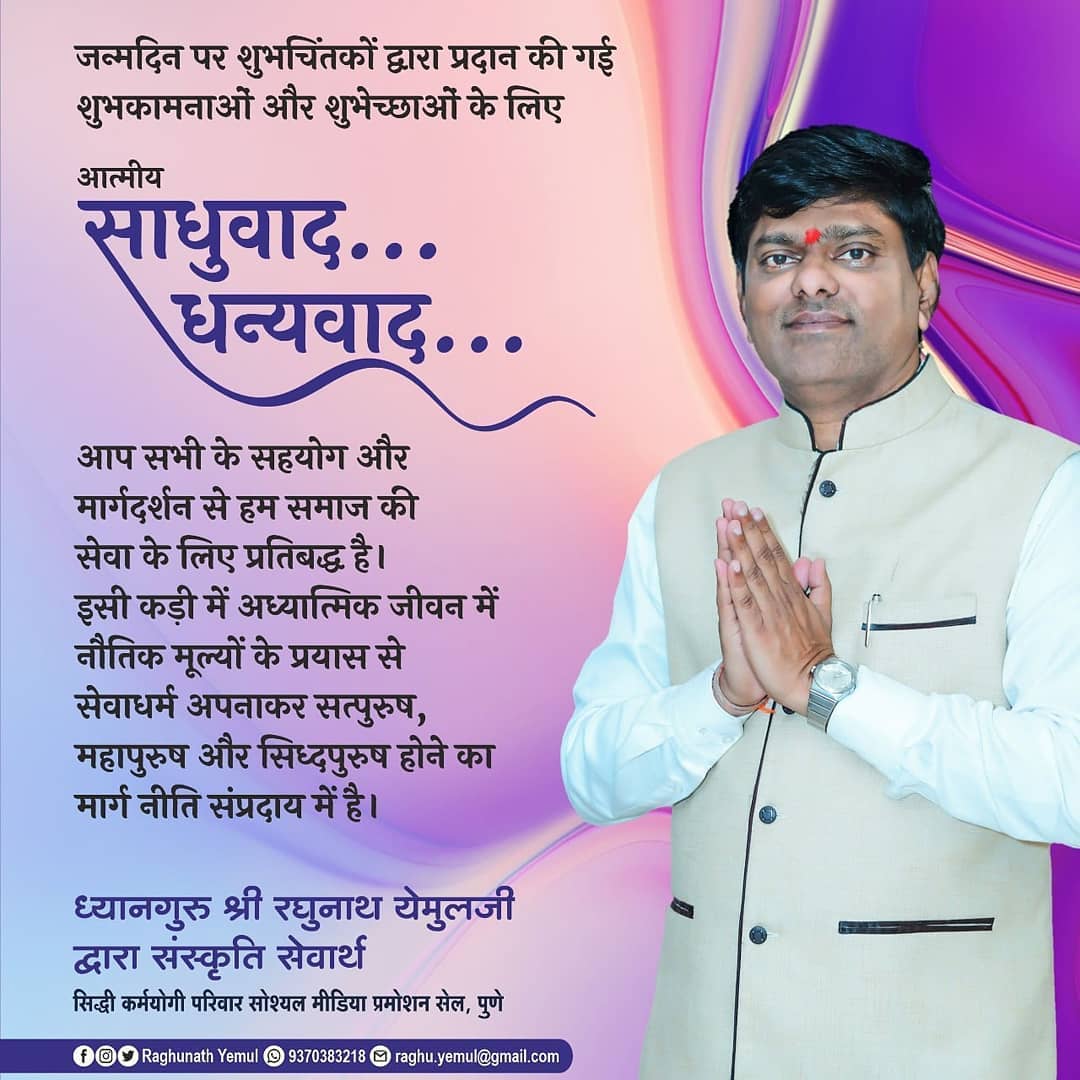 जन्मदिन पर शुभचिंतकों द्वारा प्रदान की गई
शुभकामनाओं और शुभेच्छाओं के लिए
आत्मीय
साधुवाद...
धन्यवाद...
आप सभी के सहयोग और
मार्गदर्शन से हम समाज की
सेवा के लिए प्रतिबद्ध है।
इसी कड़ी में अध्यात्मिक जीवन में
नौतिक मूल्यों के प्रयास से
सेवाधर्म अपनाकर सत्पुरुष,
महापुरुष और सिध्दपुरुष होने का
मार्ग नीति संप्रदाय में है।
ध्यानगुरु श्री रघुनाथ येमुलजी
द्वारा संस्कृति सेवार्थ
सिद्धी कर्मयोगी परिवार सोश्यल मीडिया प्रमोशन सेल, पुणे
Raghunath Yemul 9370383218 raghu.yemul@gmail.com